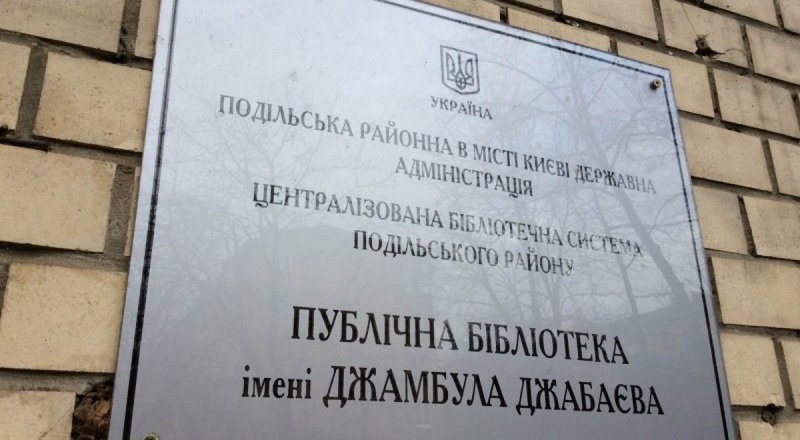 УКРАЇНА
ПОДІЛЬСЬКА РАЙОННА В МІСТІ КИЄВІ ДЕРЖАВНА
АДМІНІСТРАЦІЯ
ЦЕНТРАЛІЗОВАНА БІБЛІОТЕЧНА СИСТЕМА
ПОДІЛЬСЬКОГО РАЙОНУ
ПУБЛІЧНА БІБЛІОТЕКА
імені ДЖАМБУЛА ДЖАБАЄВА